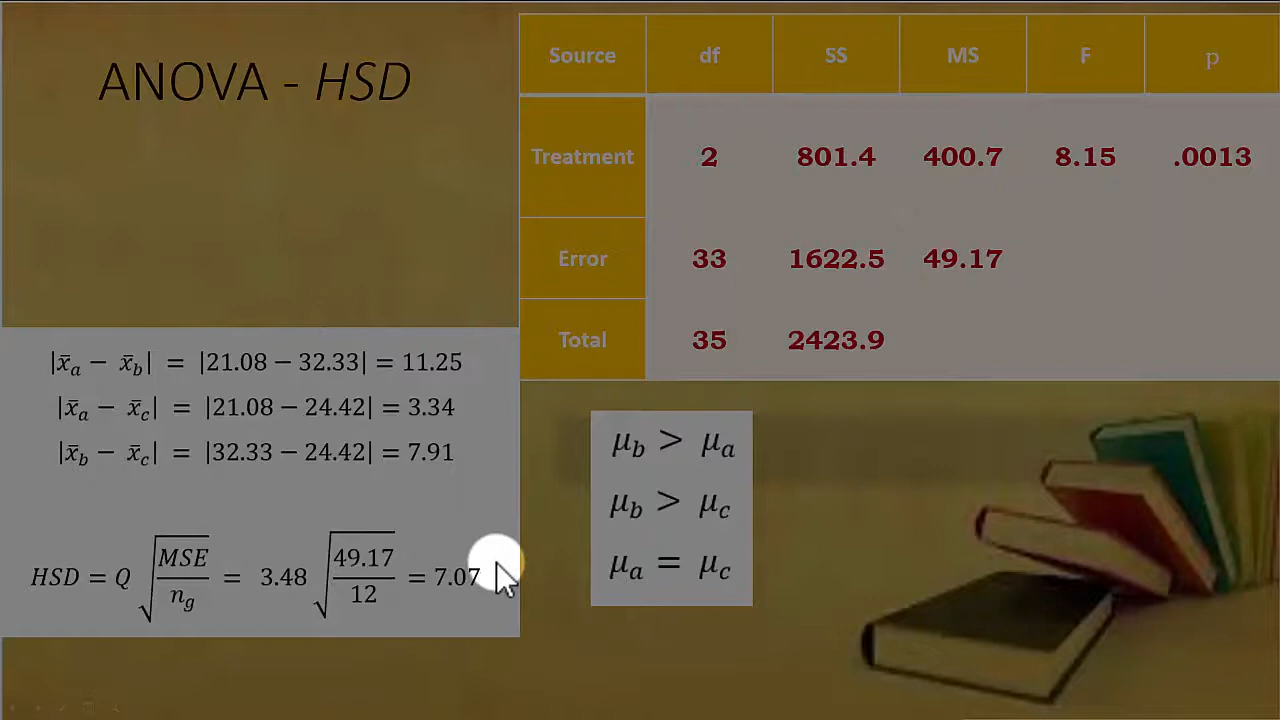 ANOVA - HSD
Source df SS MS F p
Treatment 2 801.4 400.7 8.15 .0013
Error 33 1622.5 49.17
Total 35 2423.9
|x̄a − x̄b| = |21.08 − 32.33| = 11.25
|x̄a − x̄c| = |21.08 − 24.42| = 3.34
|x̄b − x̄c| = |32.33 − 24.42| = 7.91
HSD = Q √(MSE/ng) = 3.48 √(49.17/12) = 7.07
μb > μa
μb > μc
μa = μc